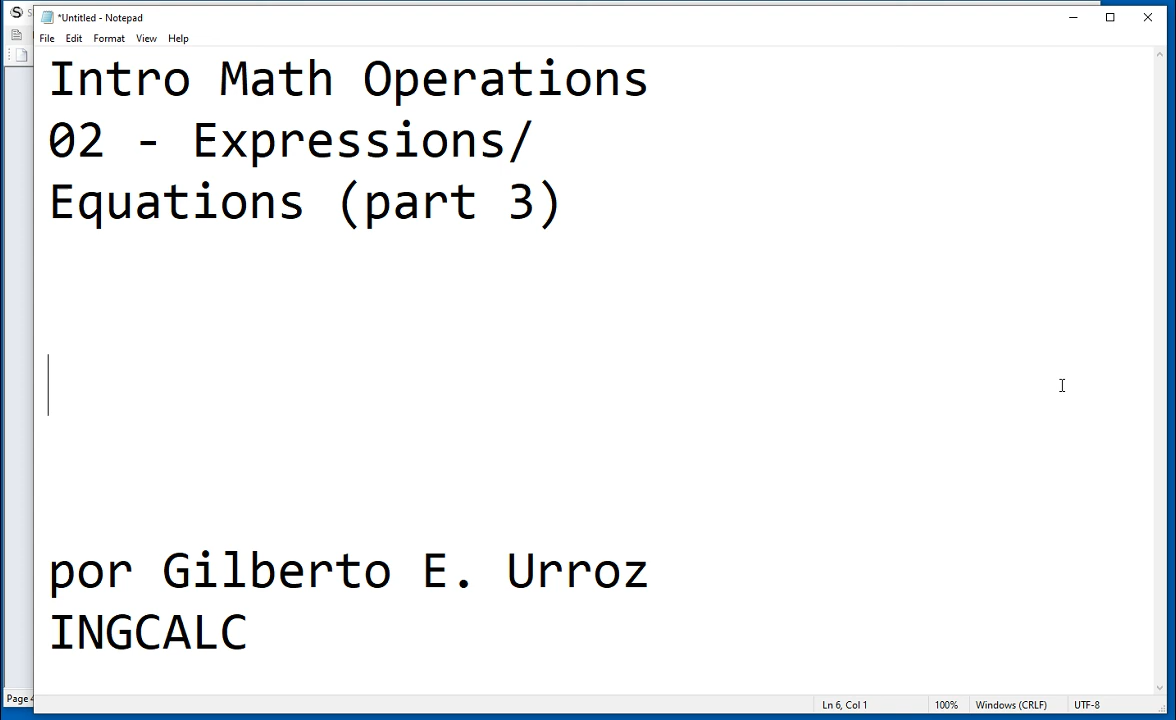 *Untitled - Notepad
File Edit Format View Help
Intro Math Operations
02 - Expressions/
Equations (part 3)
por Gilberto E. Urroz
INGCALC
Page
Ln 6, Col 1 100% Windows (CRLF) UTF-8